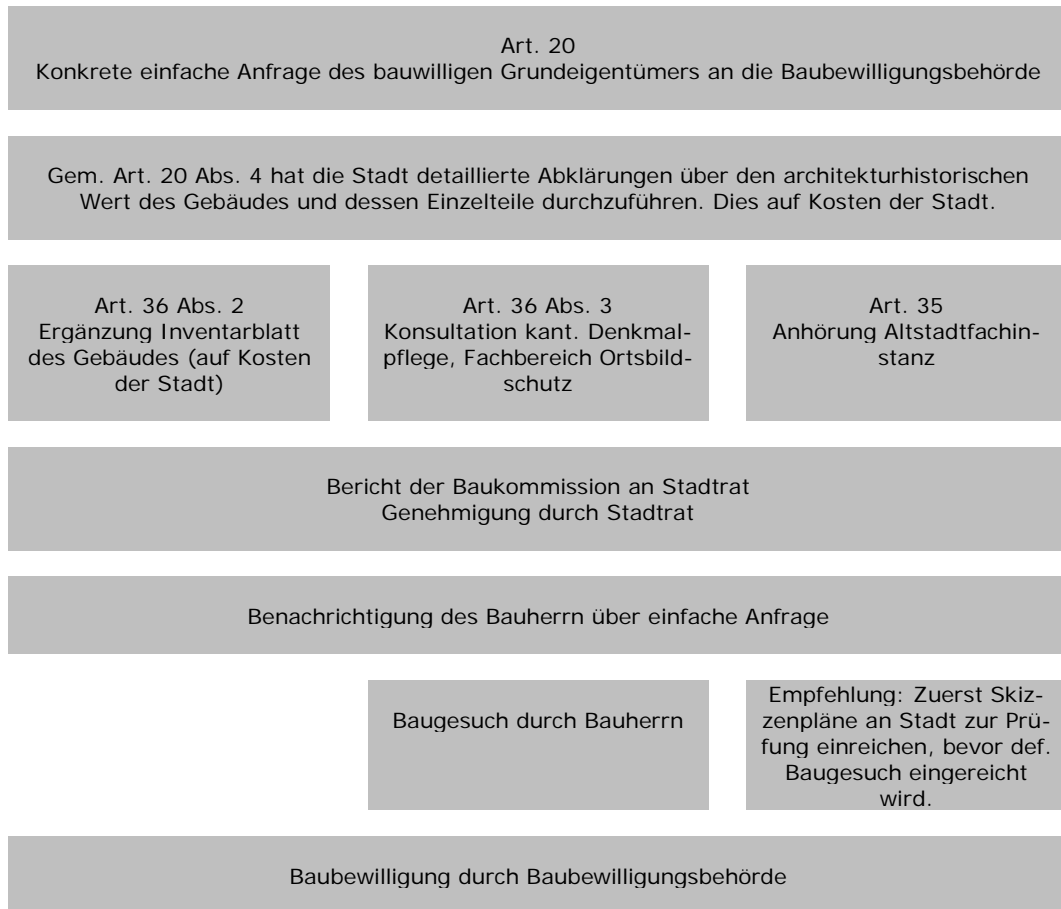 Art. 20
Konkrete einfache Anfrage des bauwilligen Grundeigentümers an die Baubewilligungsbehörde
Gem. Art. 20 Abs. 4 hat die Stadt detaillierte Abklärungen über den architekturhistorischen
Wert des Gebäudes und dessen Einzelteile durchzuführen. Dies auf Kosten der Stadt.
Art. 36 Abs. 2
Ergänzung Inventarblatt
des Gebäudes (auf Kosten
der Stadt)
Art. 36 Abs. 3
Konsultation kant. Denkmal-
pflege, Fachbereich Ortsbild-
schutz
Art. 35
Anhörung Altstadtfachin-
stanz
Bericht der Baukommission an Stadtrat
Genehmigung durch Stadtrat
Benachrichtigung des Bauherrn über einfache Anfrage
Baugesuch durch Bauherrn
Empfehlung: Zuerst Skiz-
zenpläne an Stadt zur Prü-
fung einreichen, bevor def.
Baugesuch eingereicht
wird.
Baubewilligung durch Baubewilligungsbehörde